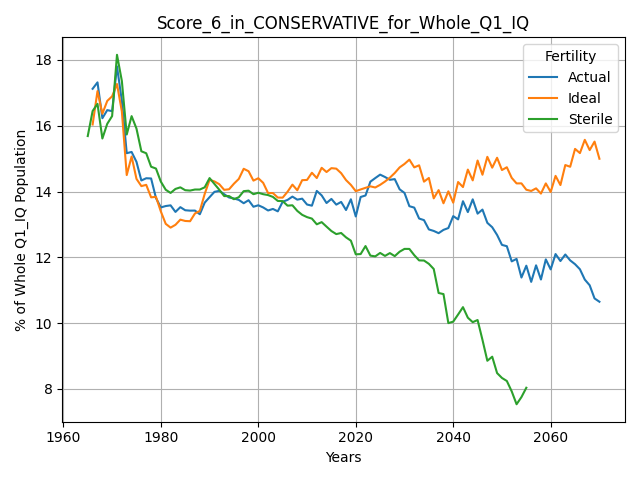 Score_6_in_CONSERVATIVE_for_Whole_Q1_IQ
% of Whole Q1_IQ Population
18
16
14
12
10
8
Fertility
Actual
Ideal
Sterile
1960
1980
2000
2020
2040
2060
Years